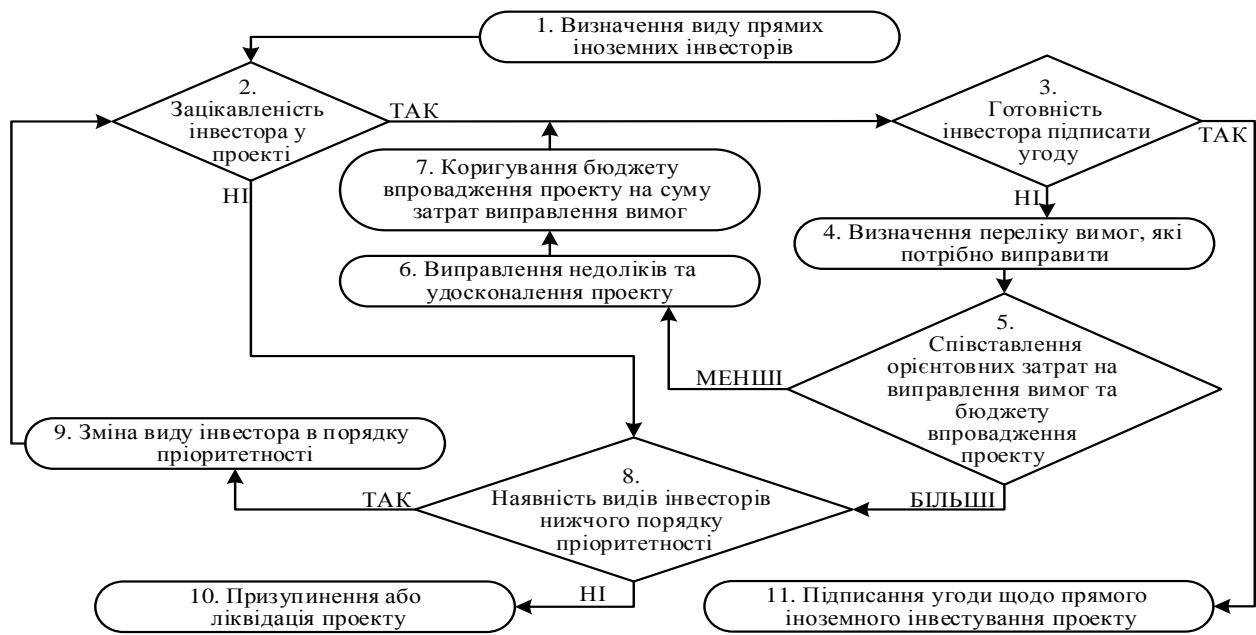 1. Визначення виду прямих
іноземних інвесторів
2.
Зацікавленість
інвестора у
проекті
ТАК
НІ
3.
Готовність
інвестора підписати
угоду
ТАК
НІ
7. Коригування бюджету
впровадження проекту на суму
затрат виправлення вимог
4. Визначення переліку вимог, які
потрібно виправити
6. Виправлення недоліків та
удосконалення проекту
5.
Співставлення
орієнтовних затрат на
виправлення вимог та
бюджету
впровадження
проекту
МЕНШІ
БІЛЬШІ
9. Зміна виду інвестора в порядку
пріоритетності
8.
Наявність видів інвесторів
нижчого порядку
пріоритетності
ТАК
НІ
10. Призупинення або
ліквідація проекту
11. Підписання угоди щодо прямого
іноземного інвестування проекту